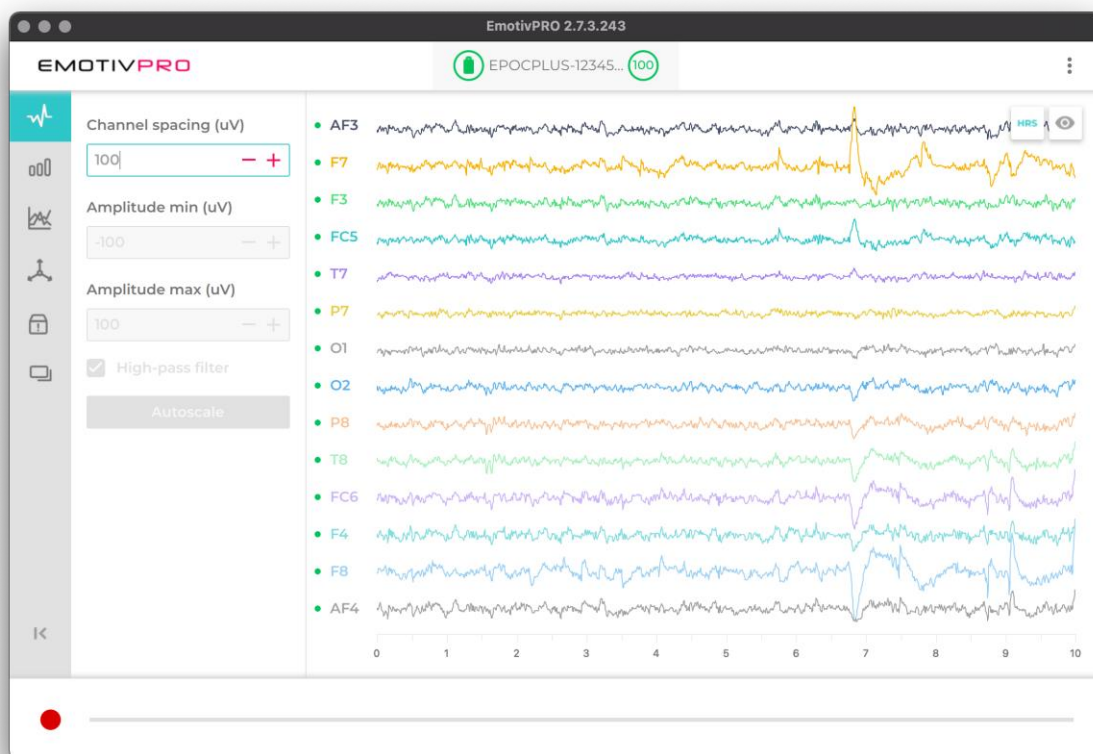 EmotivPRO 2.7.3.243
EMOTIVPRO
EPOCPLUS-12345... 100
Channel spacing (uV)
100
Amplitude min (uV)
-100
Amplitude max (uV)
100
High-pass filter
Autoscale
HRS
AF3
F7
F3
FC5
T7
P7
O1
O2
P8
T8
FC6
F4
F8
AF4
0 1 2 3 4 5 6 7 8 9 10